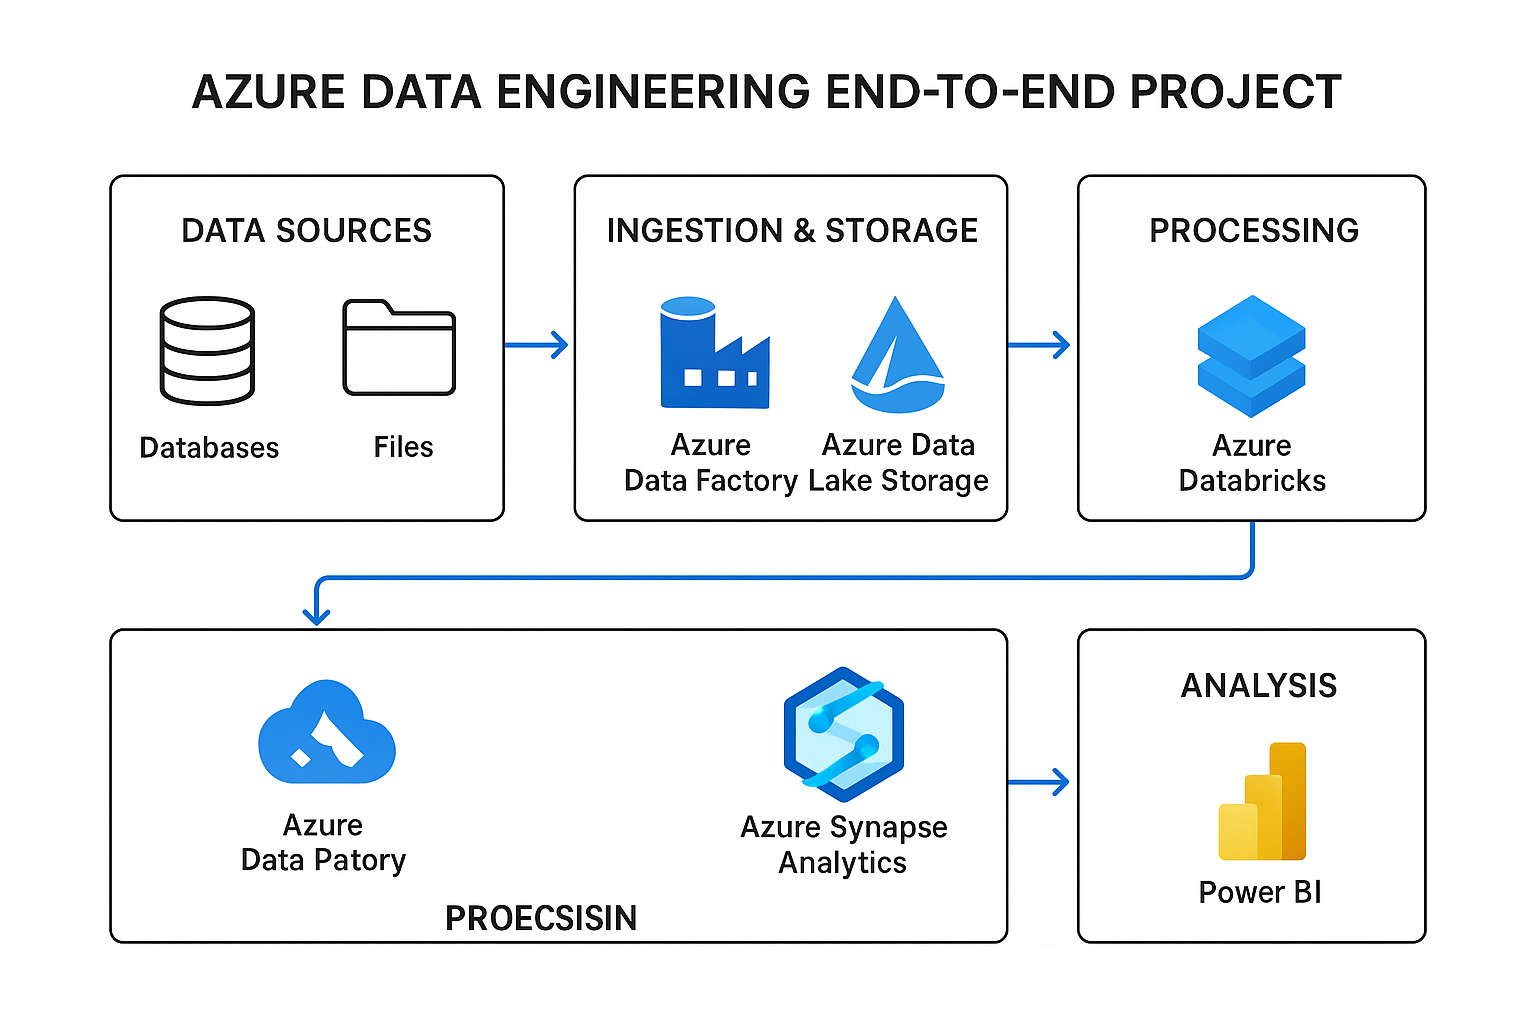 AZURE DATA ENGINEERING END-TO-END PROJECT
DATA SOURCES
Databases
Files
INGESTION & STORAGE
Azure
Data Factory
Azure Data
Lake Storage
PROCESSING
Azure
Databricks
Azure
Data Patory
Azure Synapse
Analytics
PROECSISIN
ANALYSIS
Power BI